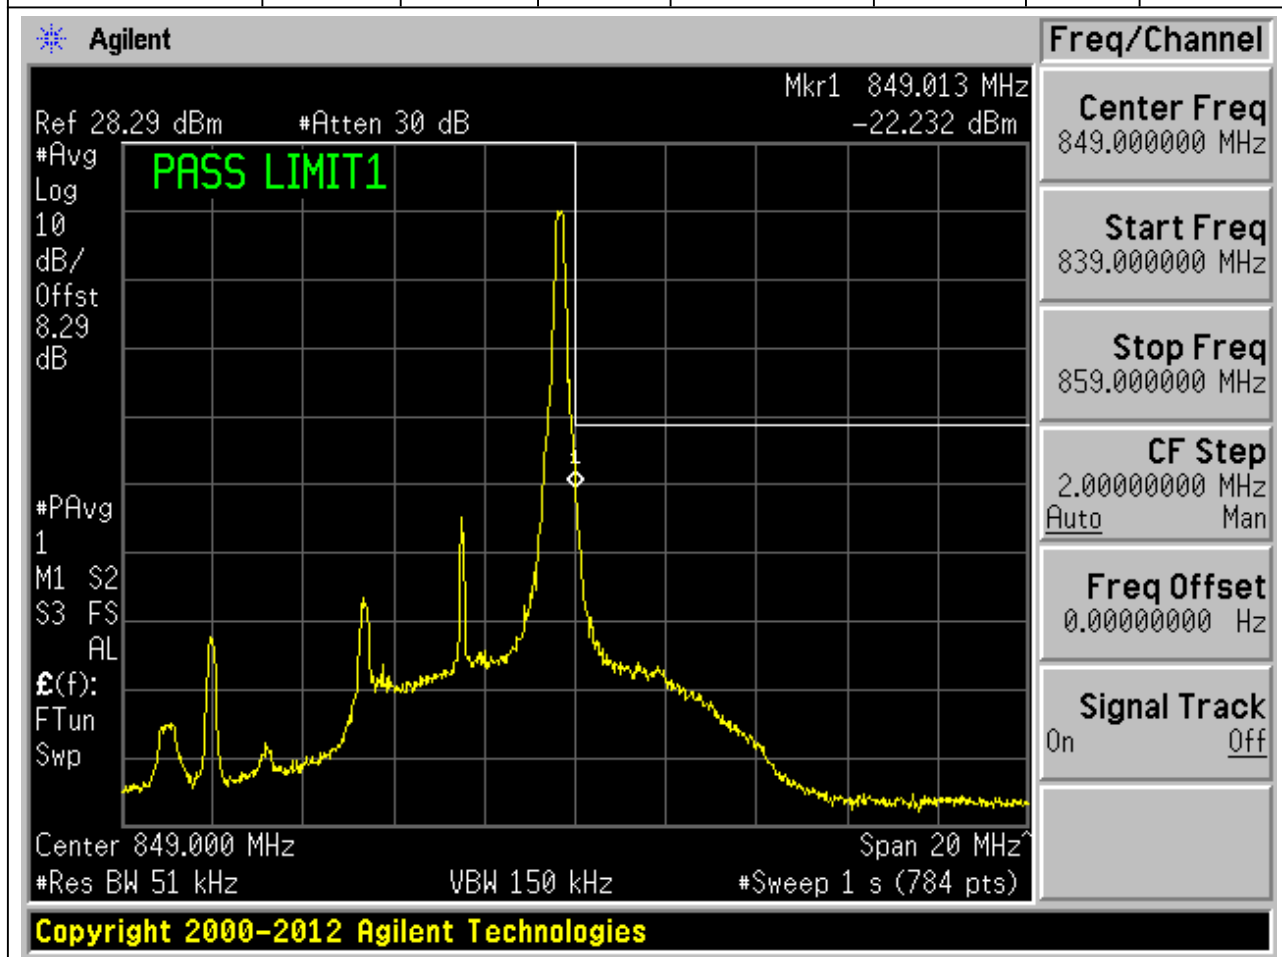 Agilent
Freq/Channel
Mkr1 849.013 MHz
Ref 28.29 dBm #Atten 30 dB -22.232 dBm
#Avg
Log
10
dB/
Offst
8.29
dB
PASS LIMIT1
1
#PAvg
1
M1 S2
S3 FS
AL
£(f):
FTun
Swp
Center 849.000 MHz Span 20 MHz^
#Res BW 51 kHz VBW 150 kHz #Sweep 1 s (784 pts)
Copyright 2000-2012 Agilent Technologies
Center Freq
849.000000 MHz
Start Freq
839.000000 MHz
Stop Freq
859.000000 MHz
CF Step
2.00000000 MHz
Auto Man
Freq Offset
0.00000000 Hz
Signal Track
On Off